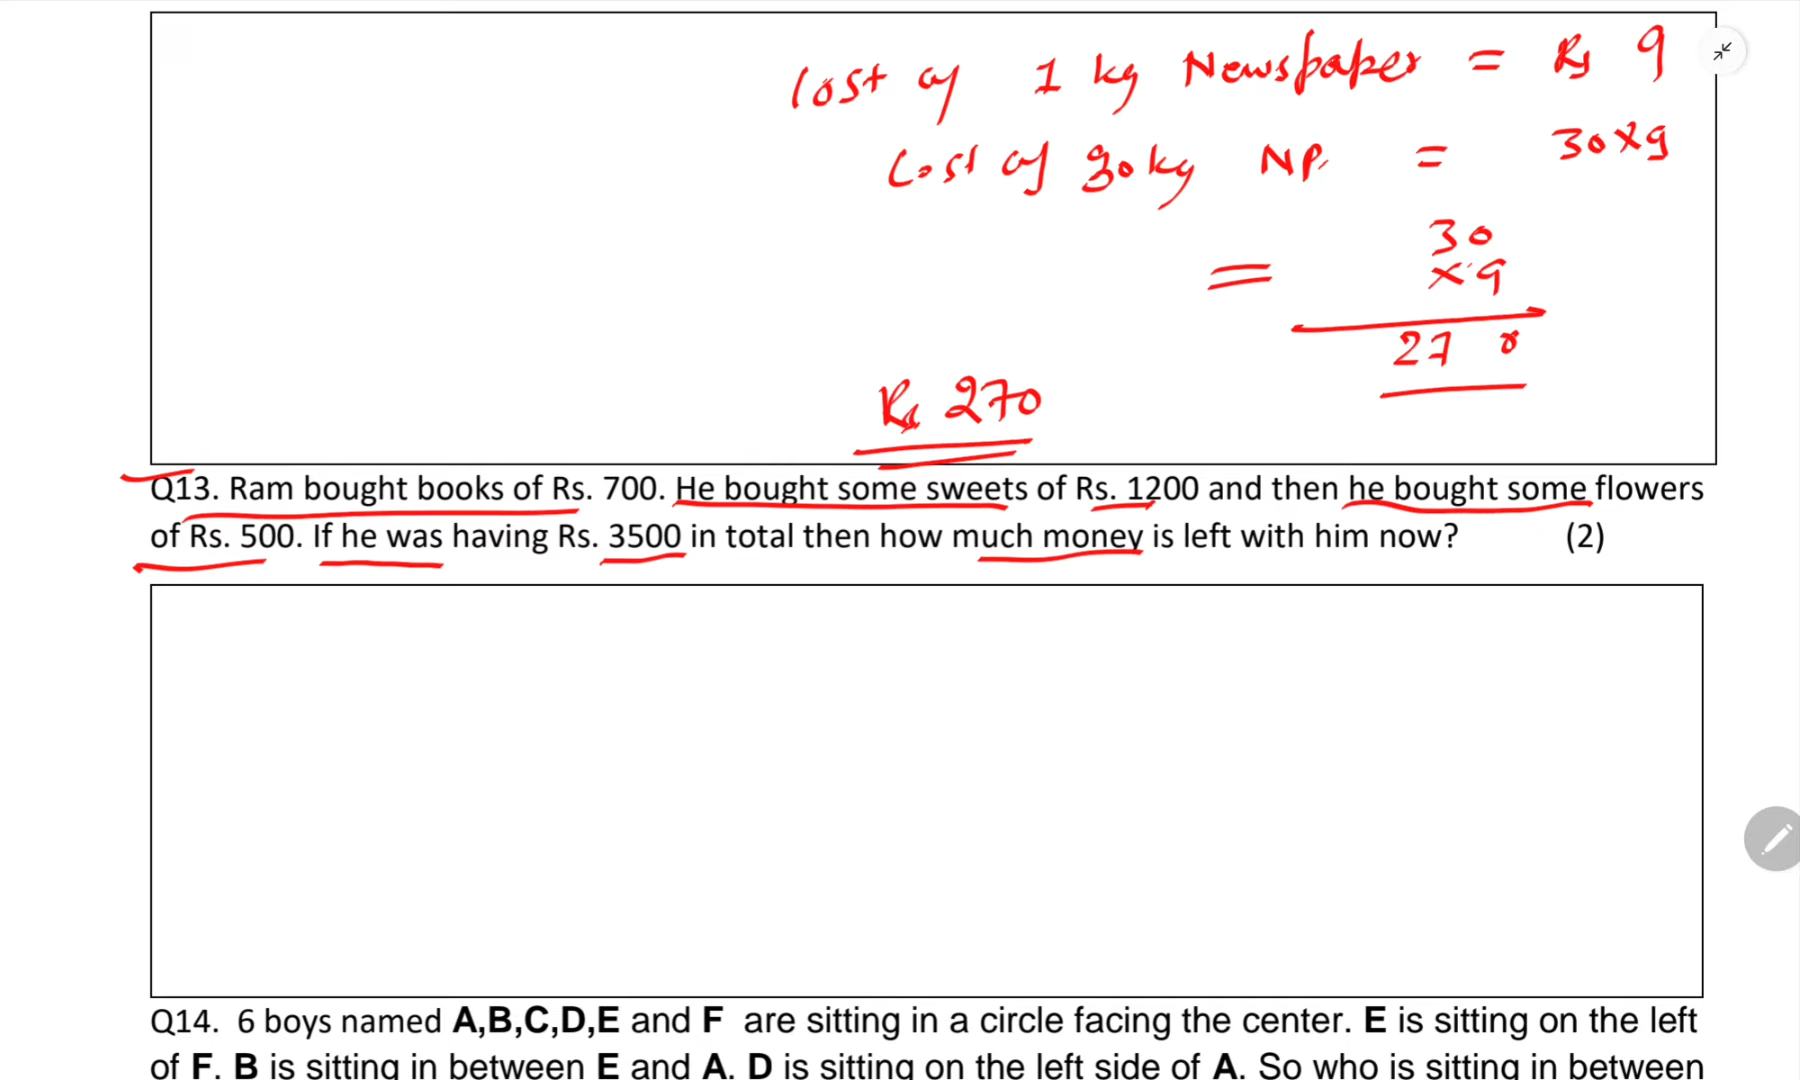 Cost of 1 kg Newspaper = Rs 9
Cost of 30 kg NP. = 30x9
30
= x 9
27 0
Rs 270
Q13. Ram bought books of Rs. 700. He bought some sweets of Rs. 1200 and then he bought some flowers
of Rs. 500. If he was having Rs. 3500 in total then how much money is left with him now? (2)
Q14. 6 boys named A,B,C,D,E and F are sitting in a circle facing the center. E is sitting on the left
of F. B is sitting in between E and A. D is sitting on the left side of A. So who is sitting in between